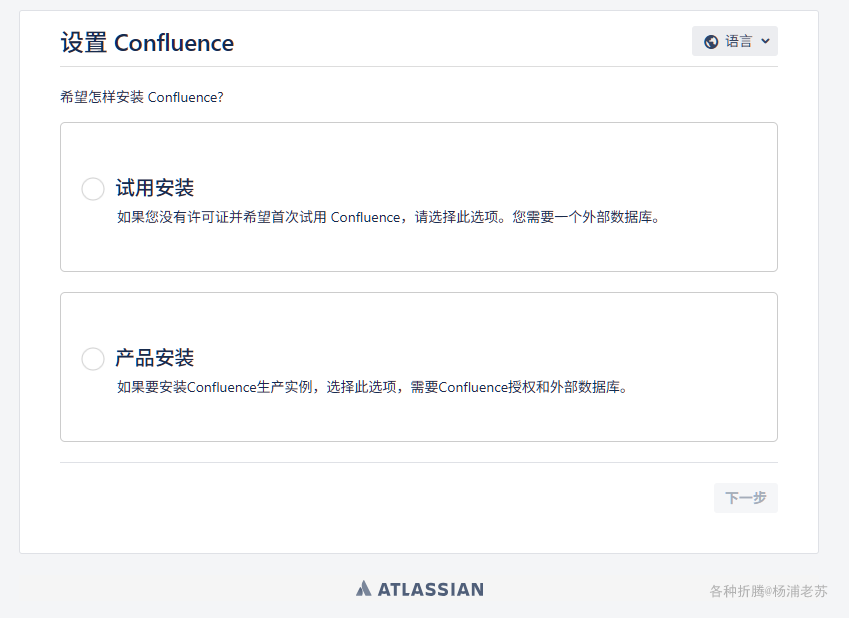 设置 Confluence
语言
希望怎样安装 Confluence?
试用安装
如果您没有许可证并希望首次试用 Confluence，请选择此选项。您需要一个外部数据库。
产品安装
如果要安装Confluence生产实例，选择此选项，需要Confluence授权和外部数据库。
下一步
ATLASSIAN
各种折腾@杨浦老苏